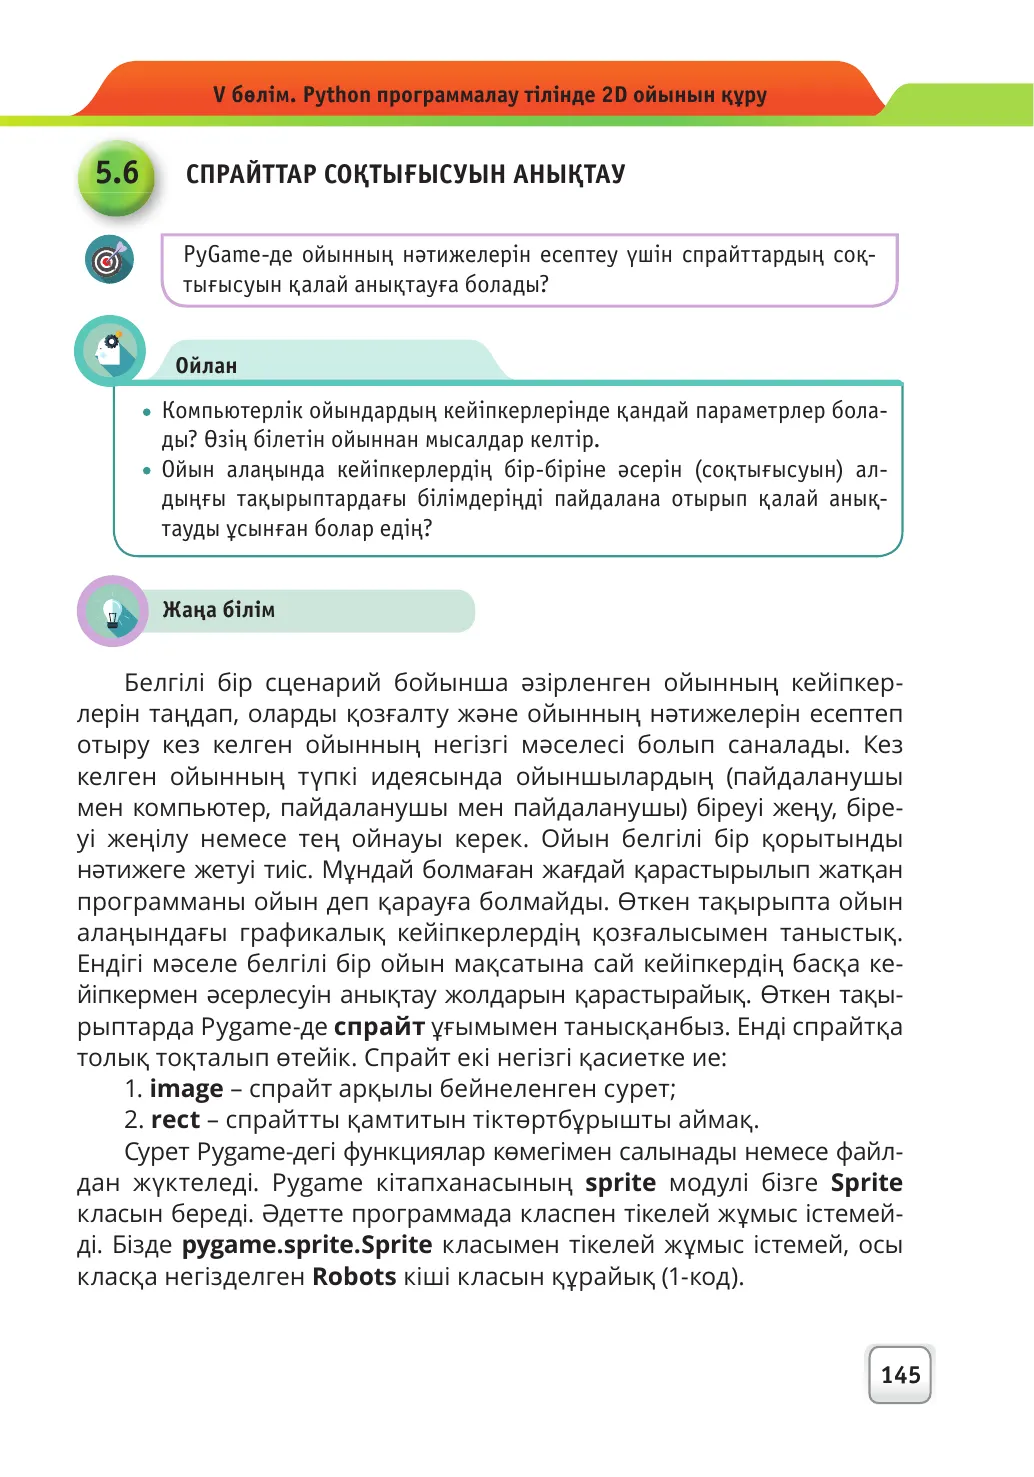 V бөлім. Python программалау тілінде 2D ойынын құру
5.6
СПРАЙТТАР СОҚТЫҒЫСУЫН АНЫҚТАУ
PyGame-де ойынның нәтижелерін есептеу үшін спрайттардың соқ-
тығысуын қалай анықтауға болады?
Ойлан
• Компьютерлік ойындардың кейіпкерлерінде қандай параметрлер бола-
ды? Өзің білетін ойыннан мысалдар келтір.
• Ойын алаңында кейіпкерлердің бір-біріне әсерін (соқтығысуын) ал-
дыңғы тақырыптардағы білімдеріңді пайдалана отырып қалай анық-
тауды ұсынған болар едің?
Жаңа білім
Белгілі бір сценарий бойынша әзірленген ойынның кейіпкер-
лерін таңдап, оларды қозғалту және ойынның нәтижелерін есептеп
отыру кез келген ойынның негізгі мәселесі болып саналады. Кез
келген ойынның түпкі идеясында ойыншылардың (пайдаланушы
мен компьютер, пайдаланушы мен пайдаланушы) біреуі жеңу, біре-
уі жеңілу немесе тең ойнауы керек. Ойын белгілі бір қорытынды
нәтижеге жетуі тиіс. Мұндай болмаған жағдай қарастырылып жатқан
программаны ойын деп қарауға болмайды. Өткен тақырыпта ойын
алаңындағы графикалық кейіпкерлердің қозғалысымен таныстық.
Ендігі мәселе белгілі бір ойын мақсатына сай кейіпкердің басқа ке-
йіпкермен әсерлесуін анықтау жолдарын қарастырайық. Өткен тақы-
рыптарда Pygame-де спрайт ұғымымен танысқанбыз. Енді спрайтқа
толық тоқталып өтейік. Спрайт екі негізгі қасиетке ие:
1. image – спрайт арқылы бейнеленген сурет;
2. rect – спрайтты қамтитын тіктөртбұрышты аймақ.
Сурет Pygame-дегі функциялар көмегімен салынады немесе файл-
дан жүктеледі. Pygame кітапханасының sprite модулі бізге Sprite
класын береді. Әдетте программада класпен тікелей жұмыс істемей-
ді. Бізде pygame.sprite.Sprite класымен тікелей жұмыс істемей, осы
класқа негізделген Robots кіші класын құрайық (1-код).
145